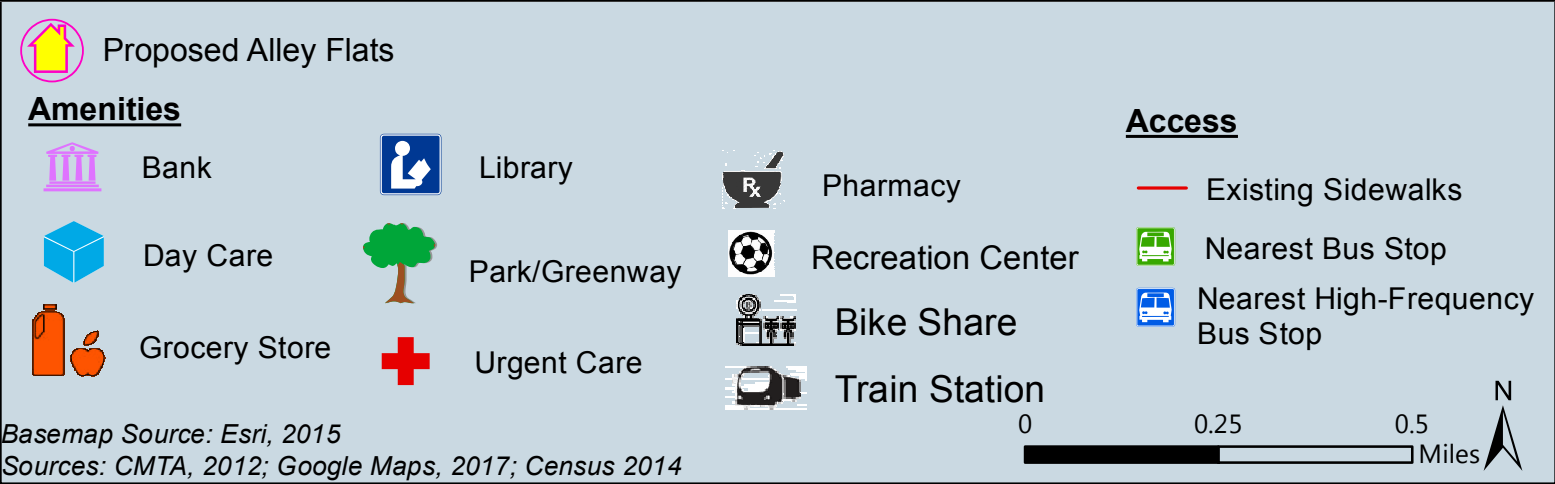 Proposed Alley Flats
Amenities
Bank
Day Care
Grocery Store
Library
Park/Greenway
Urgent Care
Rx
Pharmacy
Recreation Center
Bike Share
Train Station
Access
Existing Sidewalks
Nearest Bus Stop
Nearest High-Frequency
Bus Stop
0 0.25 0.5
Miles
N
Basemap Source: Esri, 2015
Sources: CMTA, 2012; Google Maps, 2017; Census 2014